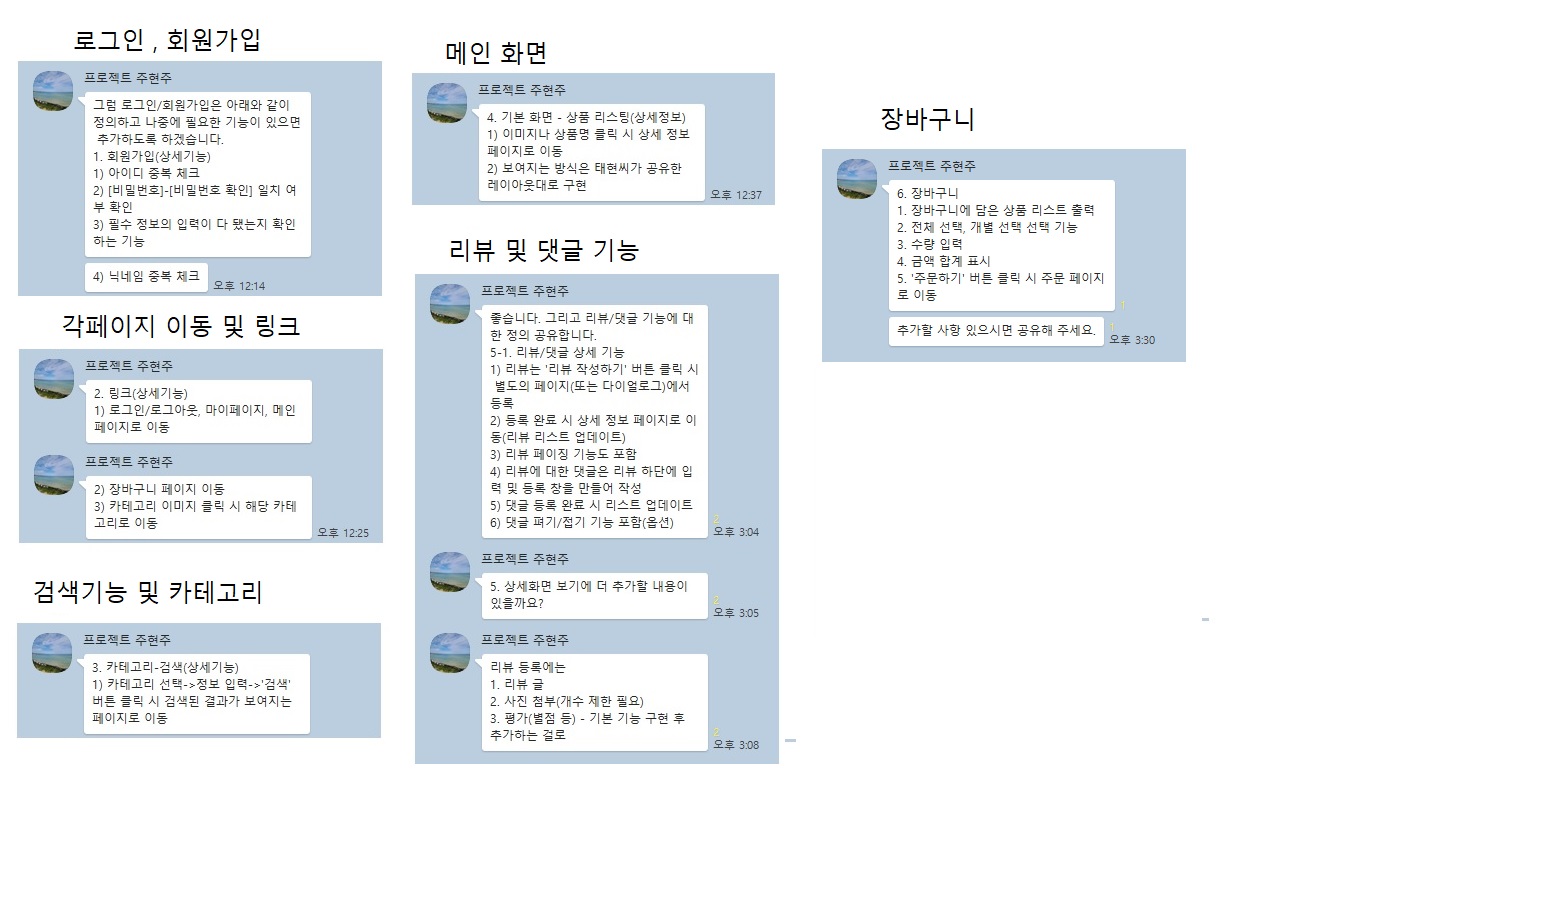 로그인 , 회원가입
프로젝트 주현주
그럼 로그인/회원가입은 아래와 같이
정의하고 나중에 필요한 기능이 있으면
추가하도록 하겠습니다.
1. 회원가입(상세기능)
1) 아이디 중복 체크
2) [비밀번호]-[비밀번호 확인] 일치 여
부 확인
3) 필수 정보의 입력이 다 됐는지 확인
하는 기능
4) 닉네임 중복 체크
오후 12:14
각페이지 이동 및 링크
프로젝트 주현주
2. 링크(상세기능)
1) 로그인/로그아웃, 마이페이지, 메인
페이지로 이동
프로젝트 주현주
2) 장바구니 페이지 이동
3) 카테고리 이미지 클릭 시 해당 카테
고리로 이동
오후 12:25
검색기능 및 카테고리
프로젝트 주현주
3. 카테고리-검색(상세기능)
1) 카테고리 선택->정보 입력->'검색'
버튼 클릭 시 검색된 결과가 보여지는
페이지로 이동
메인 화면
프로젝트 주현주
4. 기본 화면 - 상품 리스팅(상세정보)
1) 이미지나 상품명 클릭 시 상세 정보
페이지로 이동
2) 보여지는 방식은 태현씨가 공유한
레이아웃대로 구현
오후 12:37
리뷰 및 댓글 기능
프로젝트 주현주
좋습니다. 그리고 리뷰/댓글 기능에 대
한 정의 공유합니다.
5-1. 리뷰/댓글 상세 기능
1) 리뷰는 '리뷰 작성하기' 버튼 클릭 시
별도의 페이지(또는 다이얼로그)에서
등록
2) 등록 완료 시 상세 정보 페이지로 이
동(리뷰 리스트 업데이트)
3) 리뷰 페이징 기능도 포함
4) 리뷰에 대한 댓글은 리뷰 하단에 입
력 및 등록 창을 만들어 작성
5) 댓글 등록 완료 시 리스트 업데이트
6) 댓글 펴기/접기 기능 포함(옵션)
2
오후 3:04
프로젝트 주현주
5. 상세화면 보기에 더 추가할 내용이
있을까요?
2
오후 3:05
프로젝트 주현주
리뷰 등록에는
1. 리뷰 글
2. 사진 첨부(개수 제한 필요)
3. 평가(별점 등) - 기본 기능 구현 후
추가하는 걸로
2
오후 3:08
장바구니
프로젝트 주현주
6. 장바구니
1. 장바구니에 담은 상품 리스트 출력
2. 전체 선택, 개별 선택 선택 기능
3. 수량 입력
4. 금액 합계 표시
5. '주문하기' 버튼 클릭 시 주문 페이지
로 이동
1
추가할 사항 있으시면 공유해 주세요.
1
오후 3:30